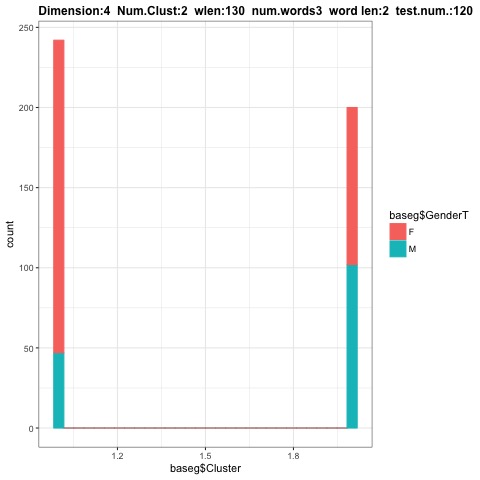 Dimension:4  Num.Clust:2  wlen:130  num.words3  word len:2  test.num.:120
250
200
150
100
50
0
count
1.2
1.5
1.8
baseg$Cluster
baseg$GenderT
F
M